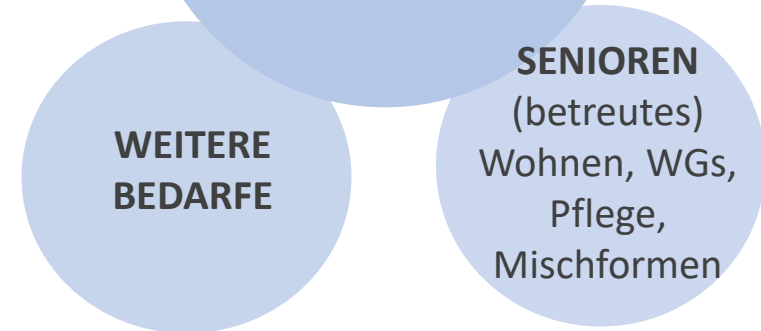 WEITERE
BEDARFE
SENIOREN
(betreutes)
Wohnen, WGs,
Pflege,
Mischformen